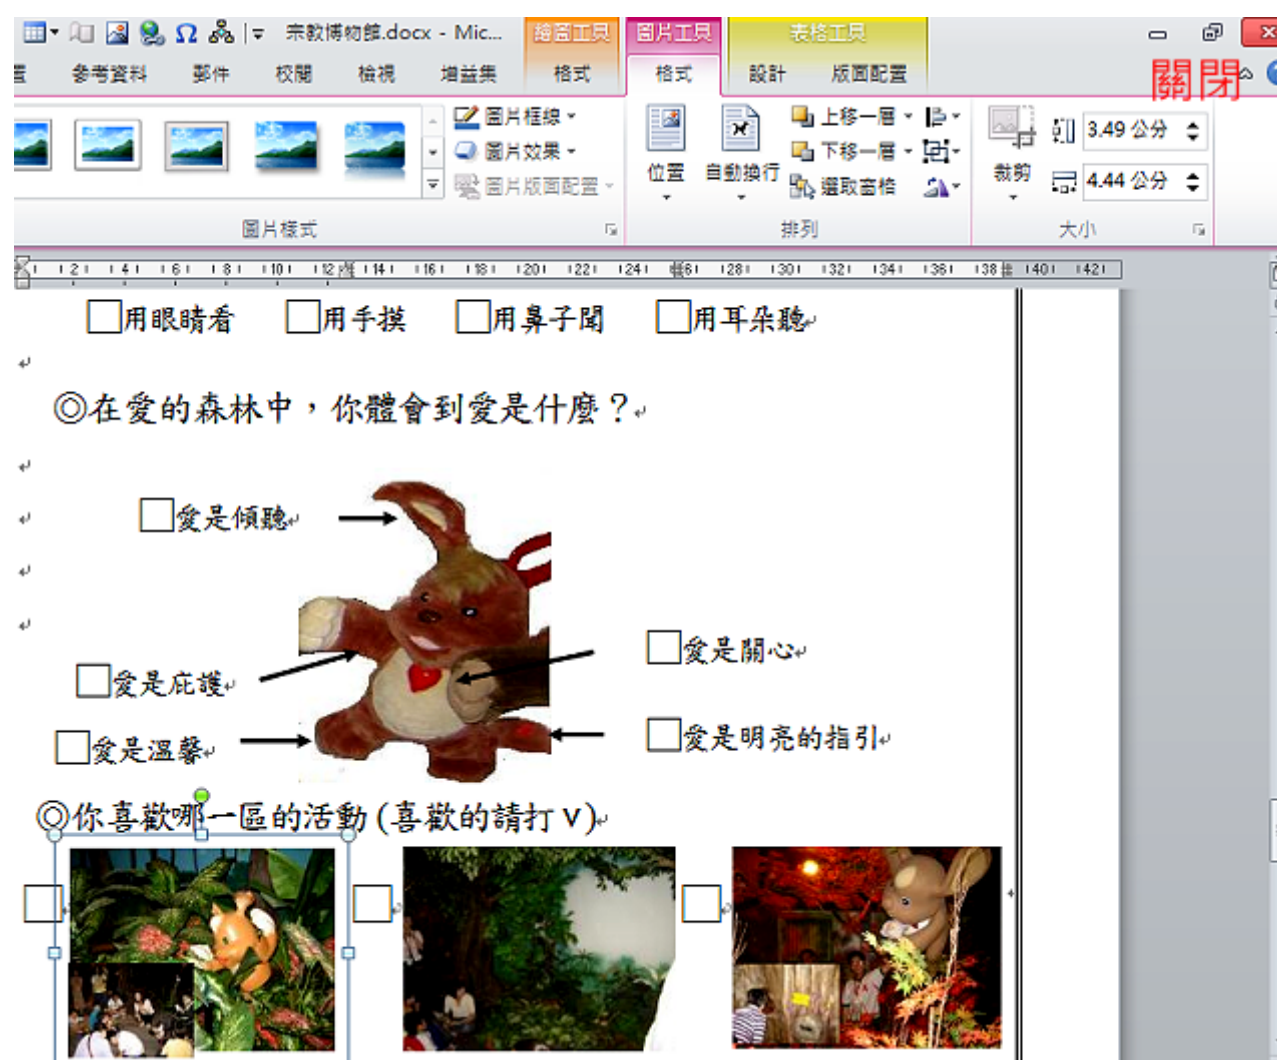 宗教博物館.docx - Mic...
繪圖工具 圖片工具 表格工具
置 參考資料 郵件 校閱 檢視 增益集 格式 格式 設計 版面配置
關閉
圖片框線
圖片效果
圖片版面配置
圖片樣式
位置 自動換行
上移一層
下移一層
選取窗格
排列
裁剪
3.49 公分
4.44 公分
大小
□用眼睛看 □用手摸 □用鼻子聞 □用耳朵聽
◎在愛的森林中，你體會到愛是什麼？
□愛是傾聽
□愛是關心
□愛是庇護
□愛是明亮的指引
□愛是溫馨
◎你喜歡哪一區的活動(喜歡的請打V)